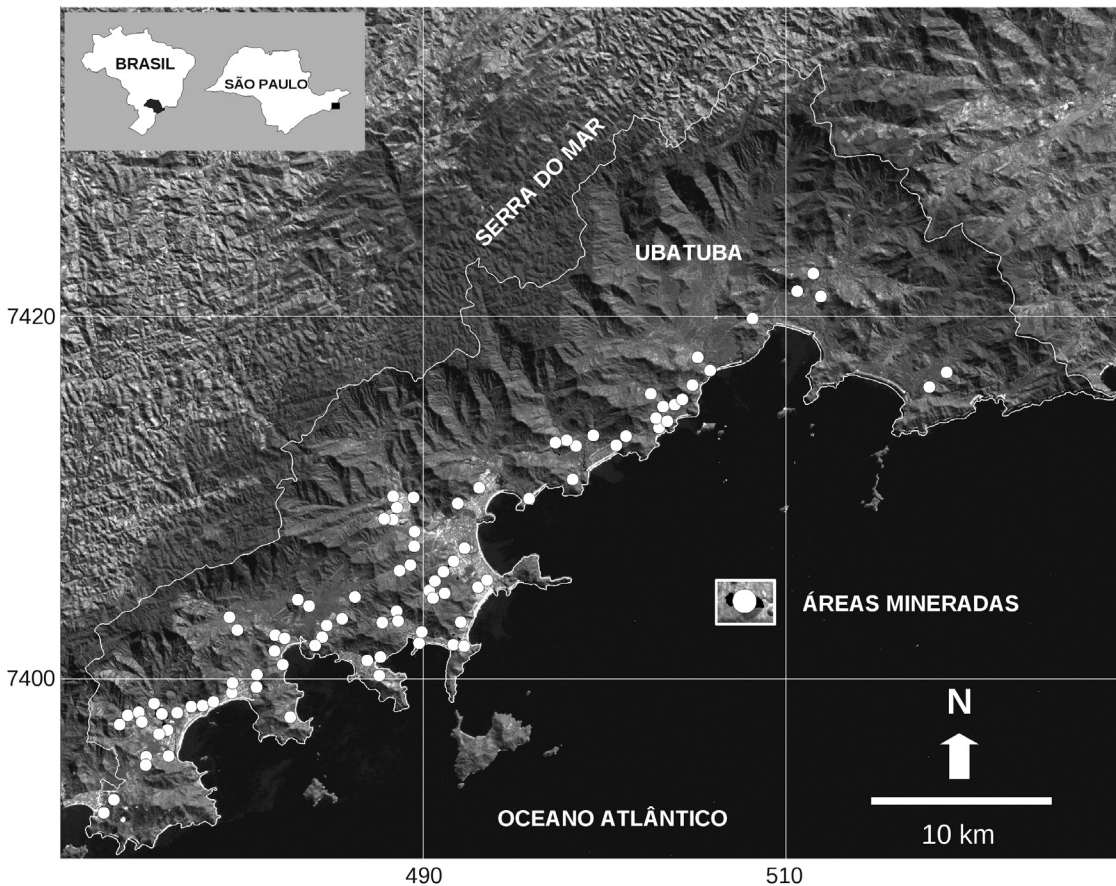 BRASIL
SÃO PAULO
SERRA DO MAR
UBATUBA
7420
ÁREAS MINERADAS
7400
N
OCEANO ATLÂNTICO
10 km
490
510